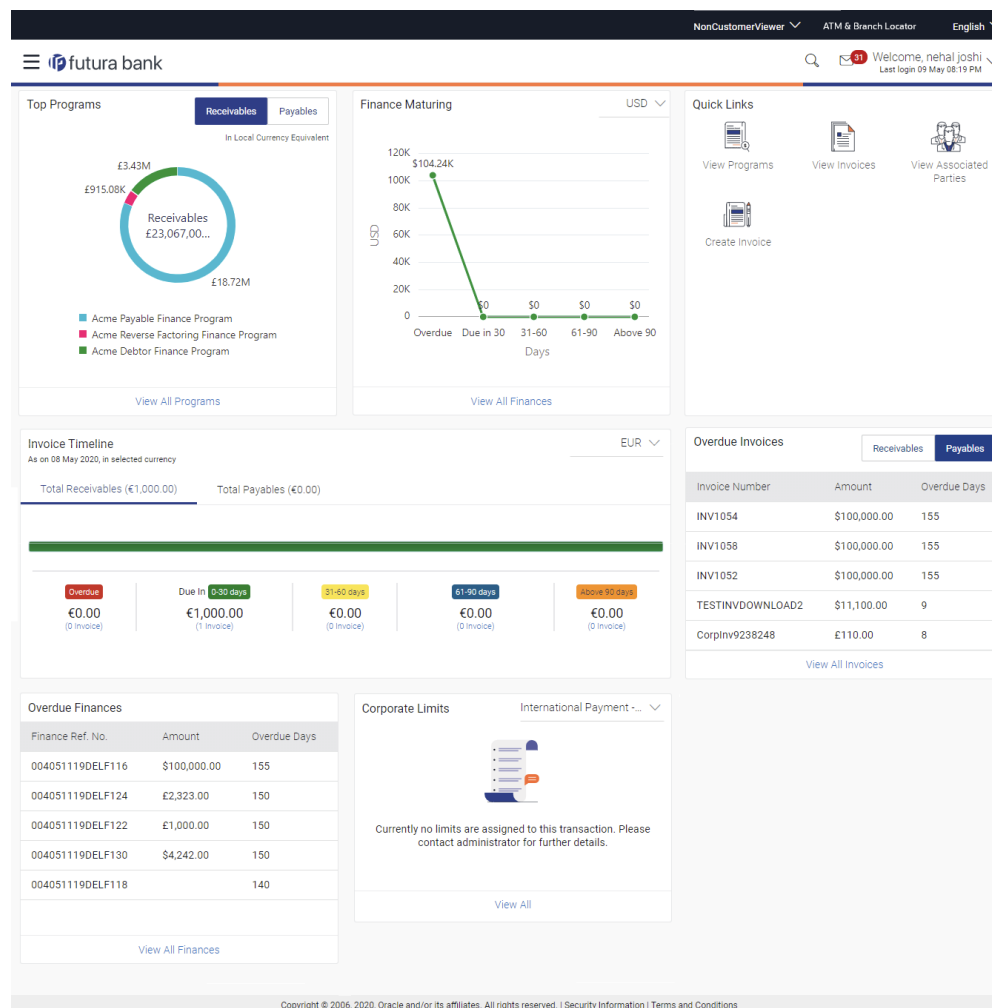 NonCustomerViewer ATM & Branch Locator English
futura bank
31 Welcome, nehal joshi
Last login 09 May 08:19 PM
Top Programs Receivables Payables
In Local Currency Equivalent
£3.43M
£915.08K
Receivables
£23,067,00...
£18.72M
Acme Payable Finance Program
Acme Reverse Factoring Finance Program
Acme Debtor Finance Program
View All Programs
Finance Maturing USD
120K
$104.24K
100K
80K
60K
40K
20K
0
USD
$0 $0 $0 $0
Overdue Due in 30 31-60 61-90 Above 90
Days
View All Finances
Quick Links
View Programs View Invoices View Associated
Parties
Create Invoice
Invoice Timeline EUR
As on 08 May 2020, in selected currency
Total Receivables (€1,000.00) Total Payables (€0.00)
Overdue Due In 0-30 days 31-60 days 61-90 days Above 90 days
€0.00 €1,000.00 €0.00 €0.00 €0.00
(0 Invoice) (1 Invoice) (0 Invoice) (0 Invoice) (0 Invoice)
Overdue Invoices Receivables Payables
Invoice Number Amount Overdue Days
INV1054 $100,000.00 155
INV1058 $100,000.00 155
INV1052 $100,000.00 155
TESTINVDOWNLOAD2 $11,100.00 9
CorpInv9238248 £110.00 8
View All Invoices
Overdue Finances
Finance Ref. No. Amount Overdue Days
004051119DELF116 $100,000.00 155
004051119DELF124 £2,323.00 150
004051119DELF122 £1,000.00 150
004051119DELF130 $4,242.00 150
004051119DELF118 140
View All Finances
Corporate Limits International Payment -...
Currently no limits are assigned to this transaction. Please
contact administrator for further details.
View All
Copyright © 2006, 2020, Oracle and/or its affiliates. All rights reserved. | Security Information | Terms and Conditions